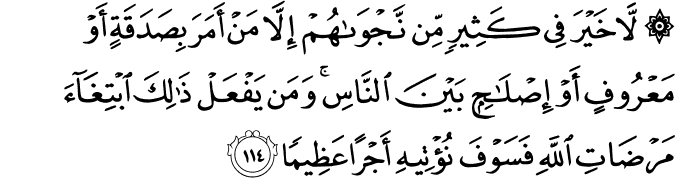 ۞ لَّا خَيْرَ فِي كَثِيرٍ مِّن نَّجْوَىٰهُمْ إِلَّا مَنْ أَمَرَ بِصَدَقَةٍ أَوْ
مَعْرُوفٍ أَوْ إِصْلَٰحٍۭ بَيْنَ ٱلنَّاسِ ۚ وَمَن يَفْعَلْ ذَٰلِكَ ٱبْتِغَآءَ
مَرْضَاتِ ٱللَّهِ فَسَوْفَ نُؤْتِيهِ أَجْرًا عَظِيمًا ١١٤